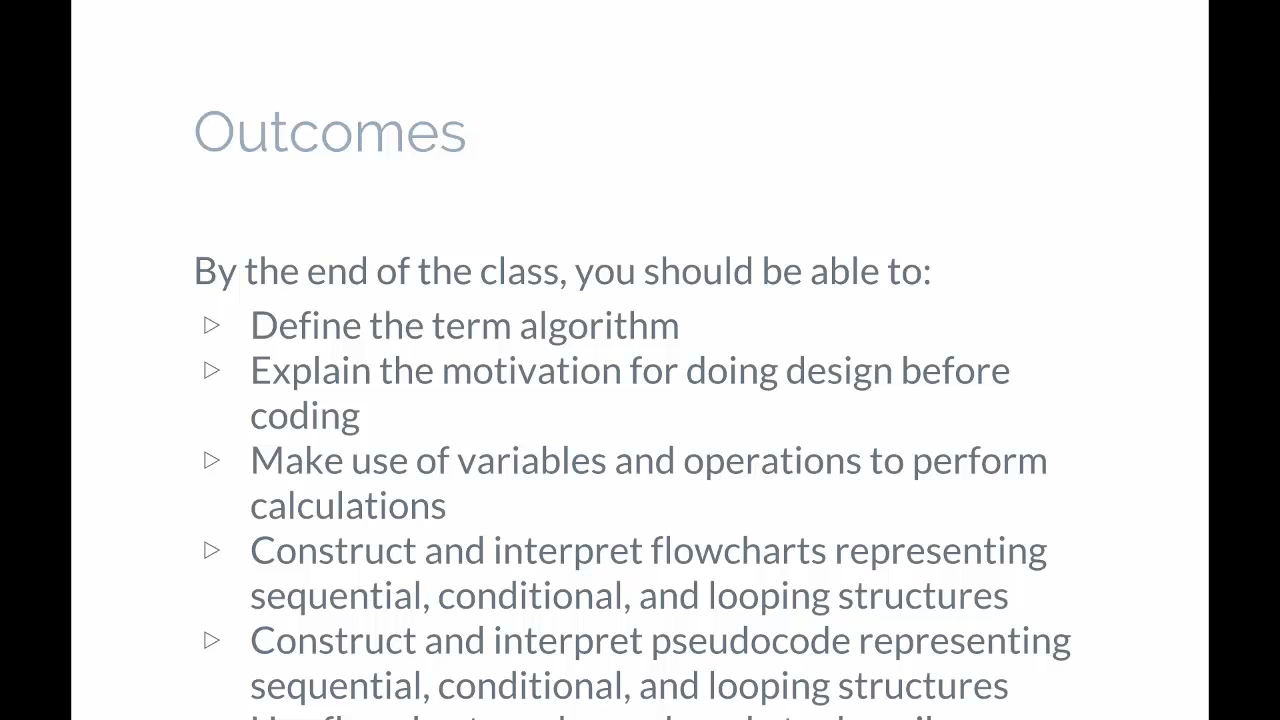 Outcomes
By the end of the class, you should be able to:
▷ Define the term algorithm
▷ Explain the motivation for doing design before
coding
▷ Make use of variables and operations to perform
calculations
▷ Construct and interpret flowcharts representing
sequential, conditional, and looping structures
▷ Construct and interpret pseudocode representing
sequential, conditional, and looping structures